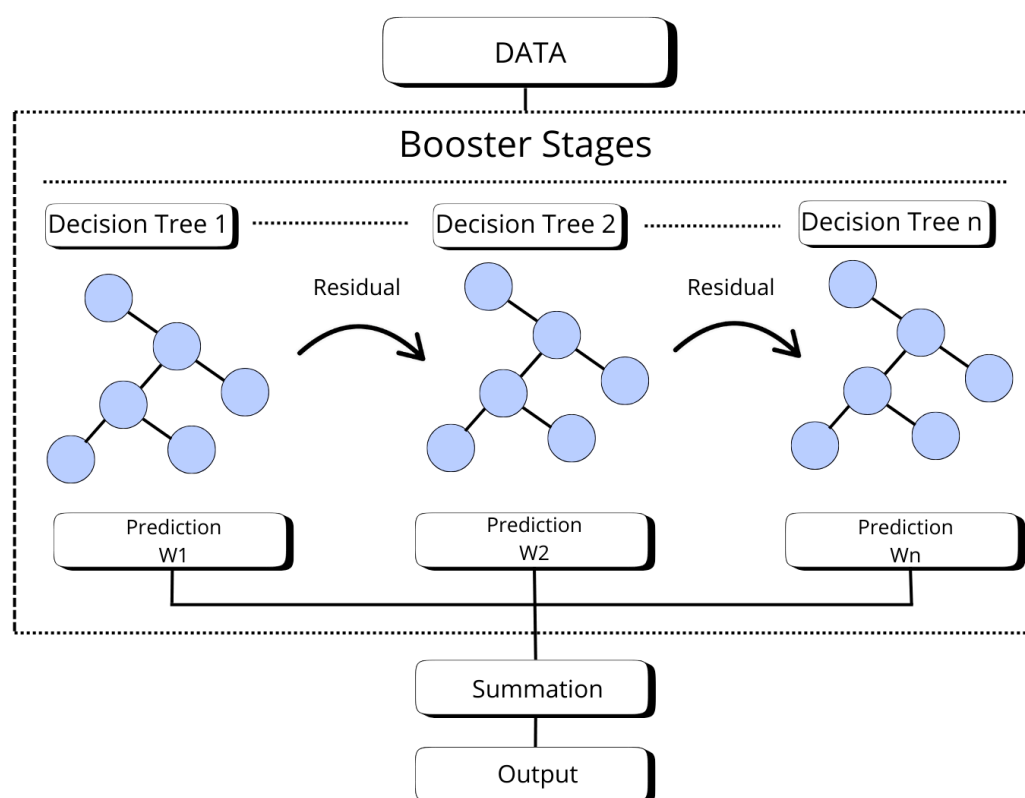 DATA
Booster Stages
Decision Tree 1
Decision Tree 2
Decision Tree n
Residual
Residual
Prediction
W1
Prediction
W2
Prediction
Wn
Summation
Output